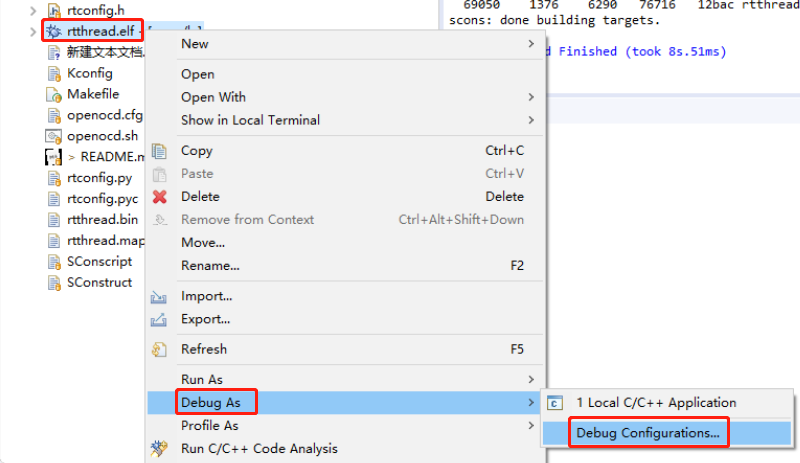 rtconfig.h
rtthread.elf -
新建文本文档.
Kconfig
Makefile
openocd.cfg
openocd.sh
> README.m
rtconfig.py
rtconfig.pyc
rtthread.bin
rtthread.map
SConscript
SConstruct
69050 1376 6290 76716 12bac rtthread
scons: done building targets.
d Finished (took 8s.51ms)
New
Open
Open With
Show in Local Terminal
Copy Ctrl+C
Paste Ctrl+V
Delete Delete
Remove from Context Ctrl+Alt+Shift+Down
Move...
Rename... F2
Import...
Export...
Refresh F5
Run As
Debug As
Profile As
Run C/C++ Code Analysis
1 Local C/C++ Application
Debug Configurations...